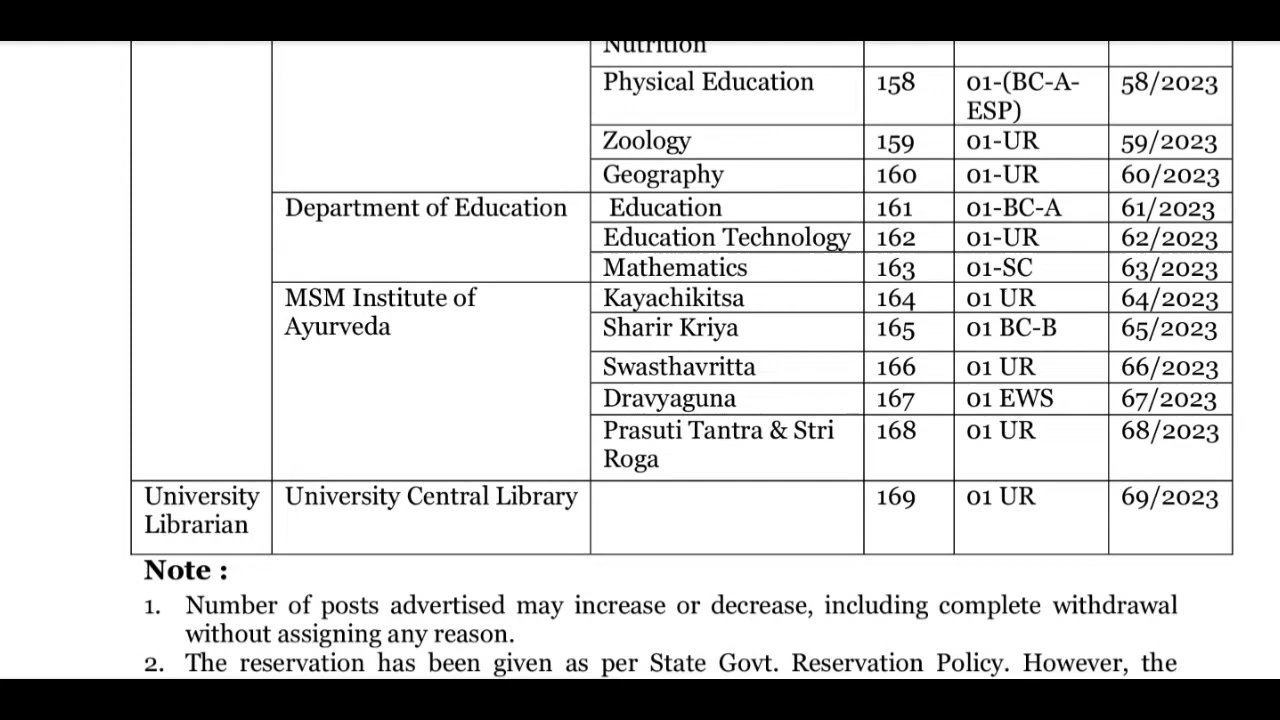 Nutrition
Physical Education 158 01-(BC-A- 58/2023
ESP)
Zoology 159 01-UR 59/2023
Geography 160 01-UR 60/2023
Department of Education Education 161 01-BC-A 61/2023
Education Technology 162 01-UR 62/2023
Mathematics 163 01-SC 63/2023
MSM Institute of Kayachikitsa 164 01 UR 64/2023
Ayurveda Sharir Kriya 165 01 BC-B 65/2023
Swasthavritta 166 01 UR 66/2023
Dravyaguna 167 01 EWS 67/2023
Prasuti Tantra & Stri 168 01 UR 68/2023
Roga
University University Central Library 169 01 UR 69/2023
Librarian
Note :
1. Number of posts advertised may increase or decrease, including complete withdrawal
without assigning any reason.
2. The reservation has been given as per State Govt. Reservation Policy. However, the